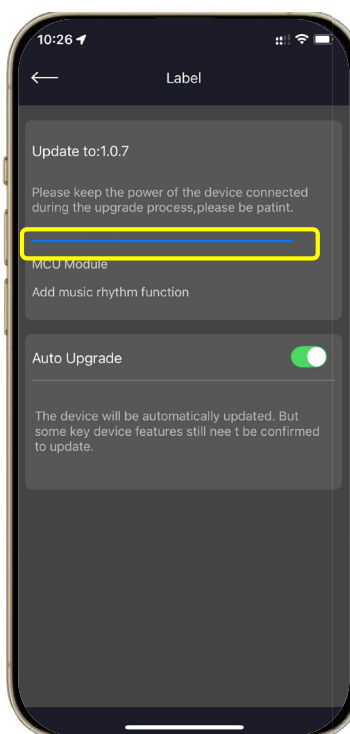 10:26
Label
Update to:1.0.7
Please keep the power of the device connected
during the upgrade process,please be patint.
MCU Module
Add music rhythm function
Auto Upgrade
The device will be automatically updated. But
some key device features still nee t be confirmed
to update.